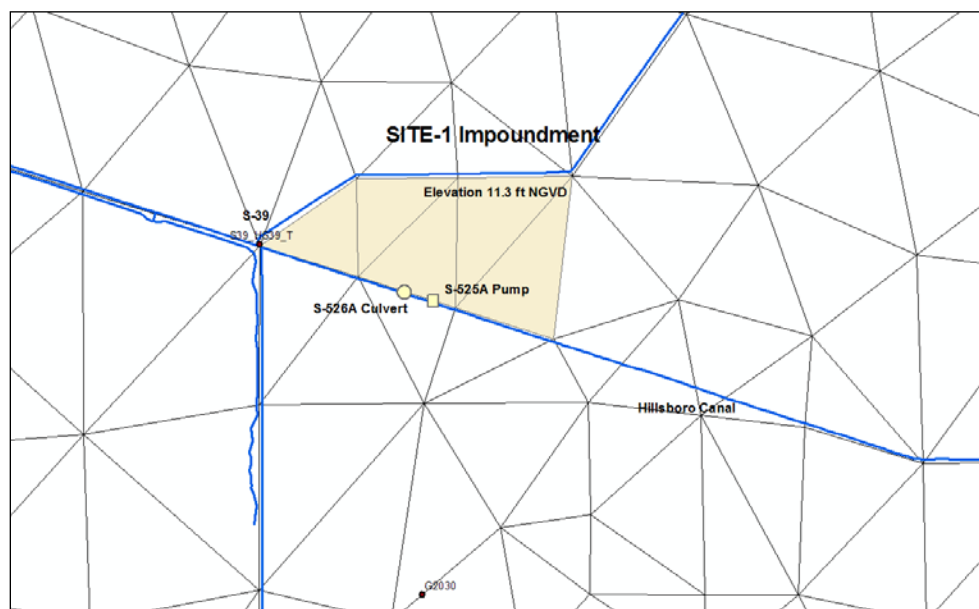 SITE-1 Impoundment
Elevation 11.3 ft NGVD
S-39
S-525A Pump
S-526A Culvert
Hillsboro Canal
G2030